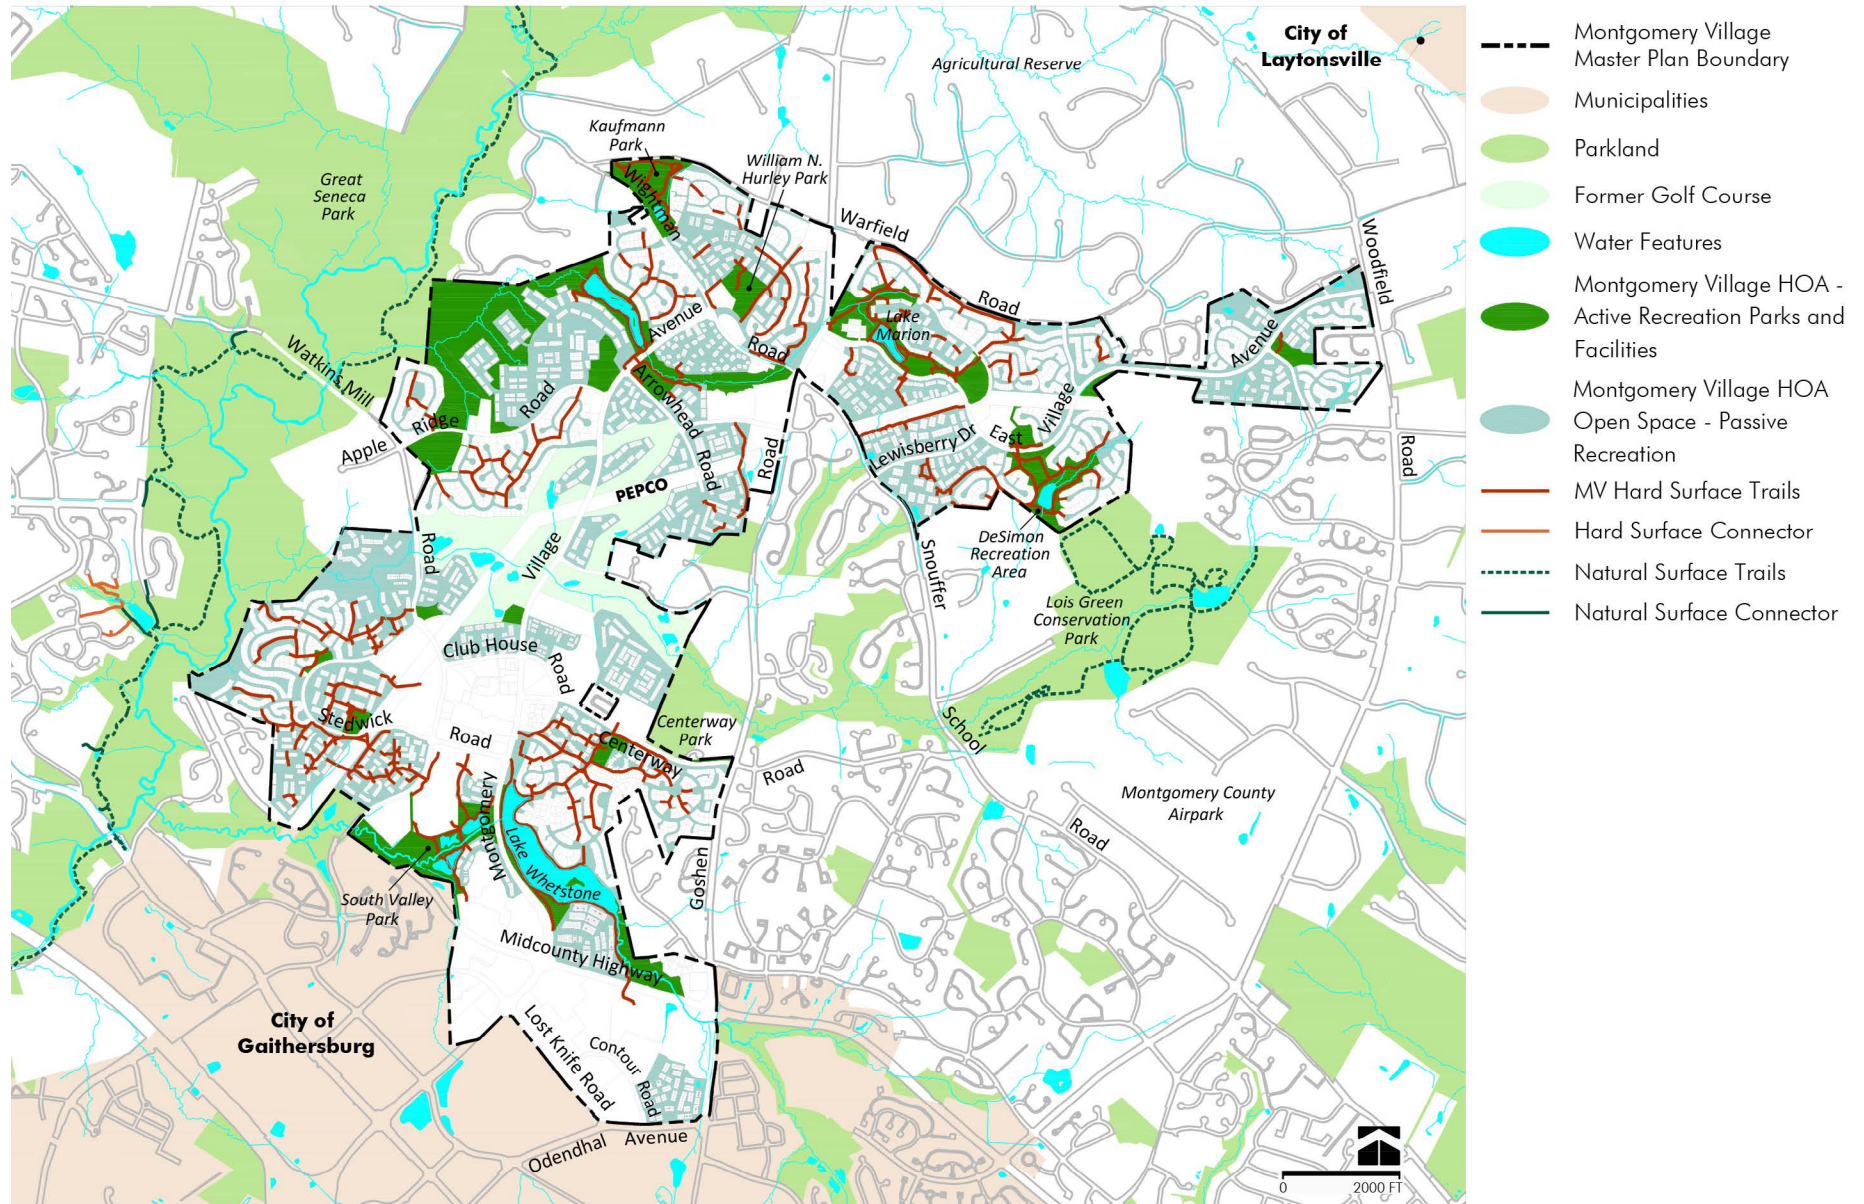 City of
Laytonsville
Agricultural Reserve
Kaufmann
Park
William N.
Hurley Park
Great
Seneca
Park
Wightman
Warfield
Woodfield
Road
Lake
Marion
Avenue
Road
Avenue
Watkins Mill
Arrowhead
Road
Village
Ridge
Apple
Road
East
Lewisberry Dr
Road
Road
PEPCO
DeSimon
Recreation
Area
Road
Village
Snouffer
Lois Green
Conservation
Park
Club House
Road
Stedwick
Road
Centerway
Park
Centerway
School
Road
Montgomery
Montgomery
Montgomery County
Airpark
Road
Lake
Whetstone
Goshen
South Valley
Park
Midcounty Highway
City of
Gaithersburg
Lost Knife Road
Contour
Road
Odendhal
Avenue
0
2000 FT
Montgomery Village
Master Plan Boundary
Municipalities
Parkland
Former Golf Course
Water Features
Montgomery Village HOA -
Active Recreation Parks and
Facilities
Montgomery Village HOA
Open Space - Passive
Recreation
MV Hard Surface Trails
Hard Surface Connector
Natural Surface Trails
Natural Surface Connector